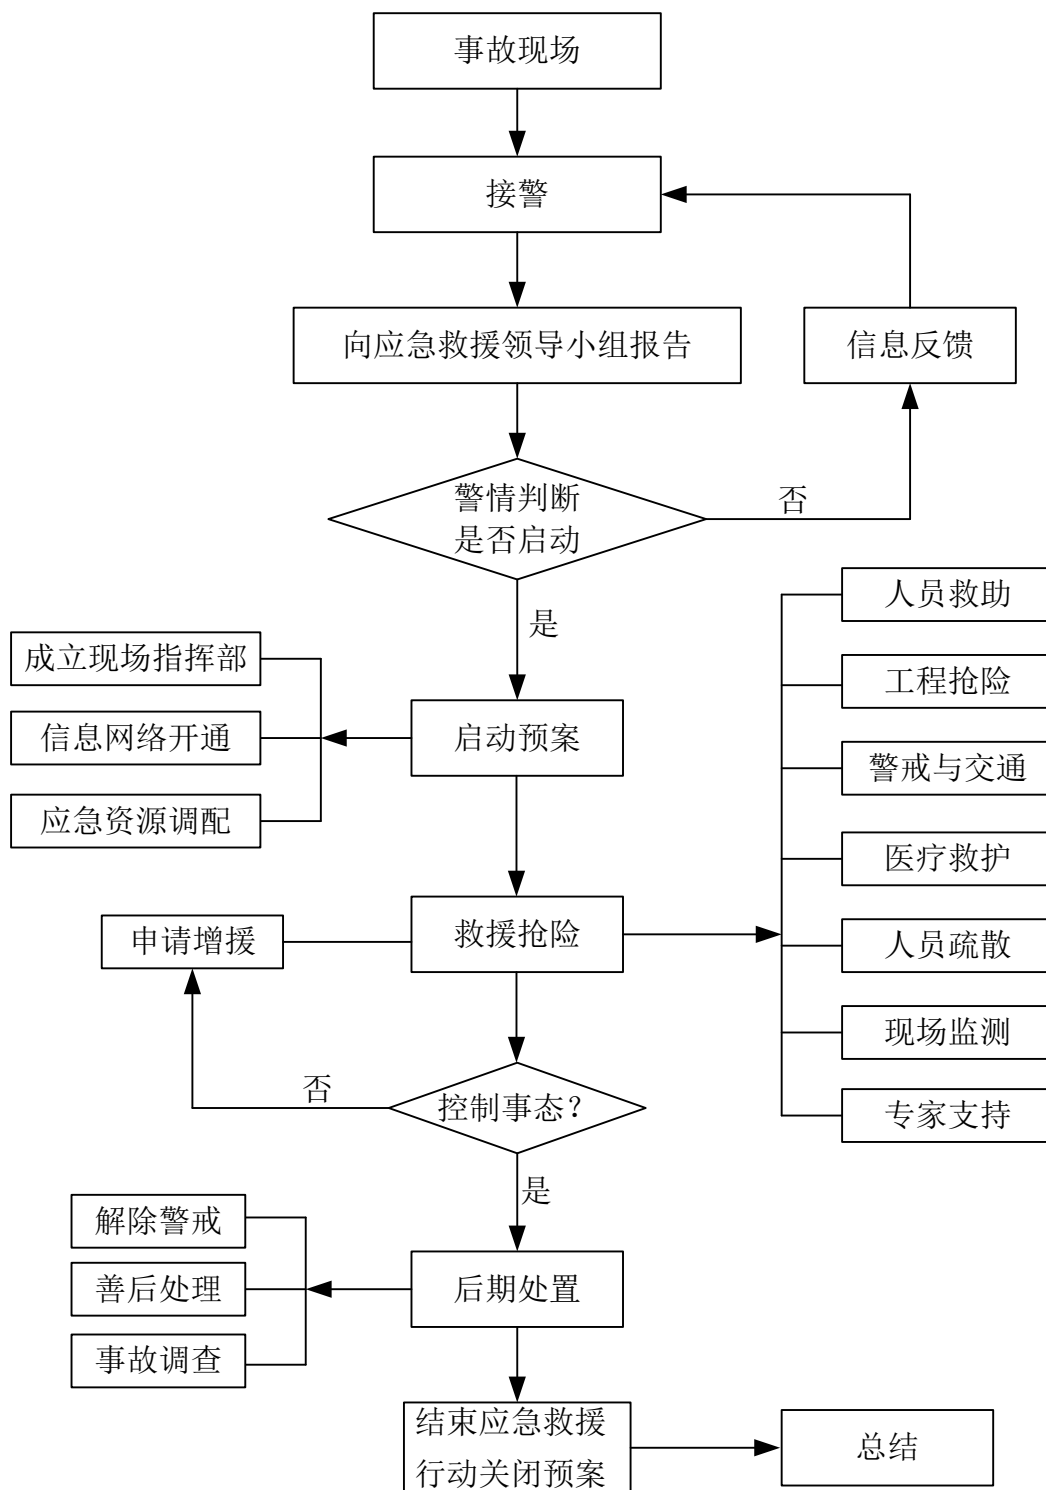 事故现场
接警
向应急救援领导小组报告
信息反馈
警情判断
是否启动
否
是
人员救助
工程抢险
警戒与交通
医疗救护
人员疏散
现场监测
专家支持
成立现场指挥部
信息网络开通
应急资源调配
启动预案
申请增援
救援抢险
否
控制事态?
是
解除警戒
善后处理
事故调查
后期处置
结束应急救援
行动关闭预案
总结